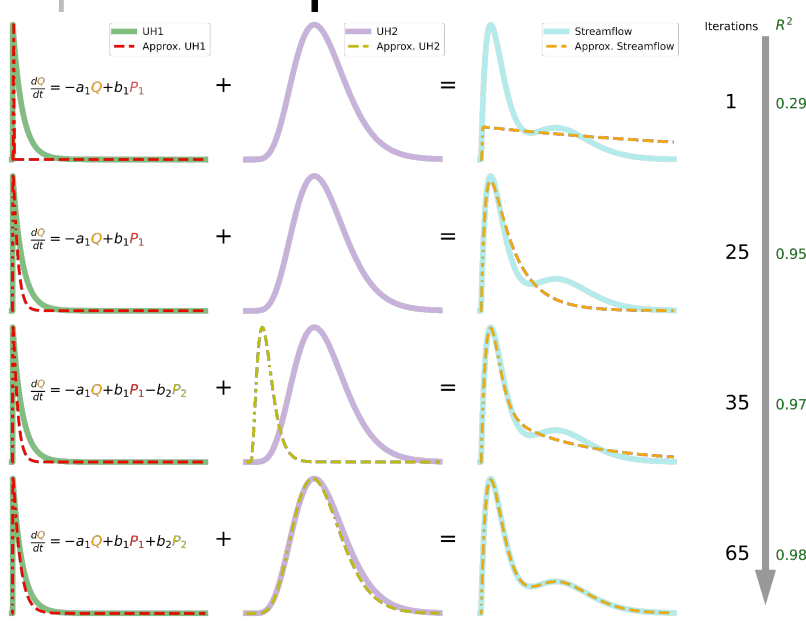 UH1
Approx. UH1
UH2
Approx. UH2
Streamflow
Approx. Streamflow
Iterations
R²
dQ/dt = −a₁Q+b₁P₁
+
=
1
0.29
dQ/dt = −a₁Q+b₁P₁
+
=
25
0.95
dQ/dt = −a₁Q+b₁P₁−b₂P₂
+
=
35
0.97
dQ/dt = −a₁Q+b₁P₁+b₂P₂
+
=
65
0.98